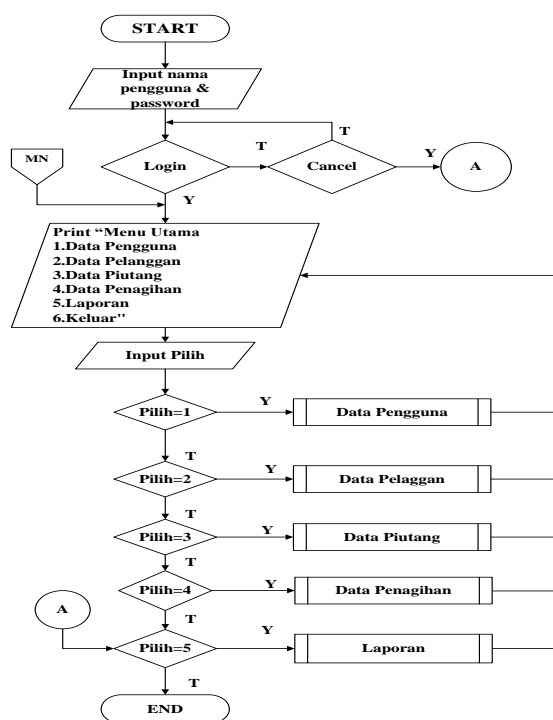 START
Input nama
pengguna &
password
MN
Login
T
T
Cancel
Y
A
Y
Print “Menu Utama
1.Data Pengguna
2.Data Pelanggan
3.Data Piutang
4.Data Penagihan
5.Laporan
6.Keluar"
Input Pilih
Pilih=1
Y
Data Pengguna
T
Pilih=2
Y
Data Pelaggan
T
Pilih=3
Y
Data Piutang
T
Pilih=4
Y
Data Penagihan
T
A
Pilih=5
Y
Laporan
T
END